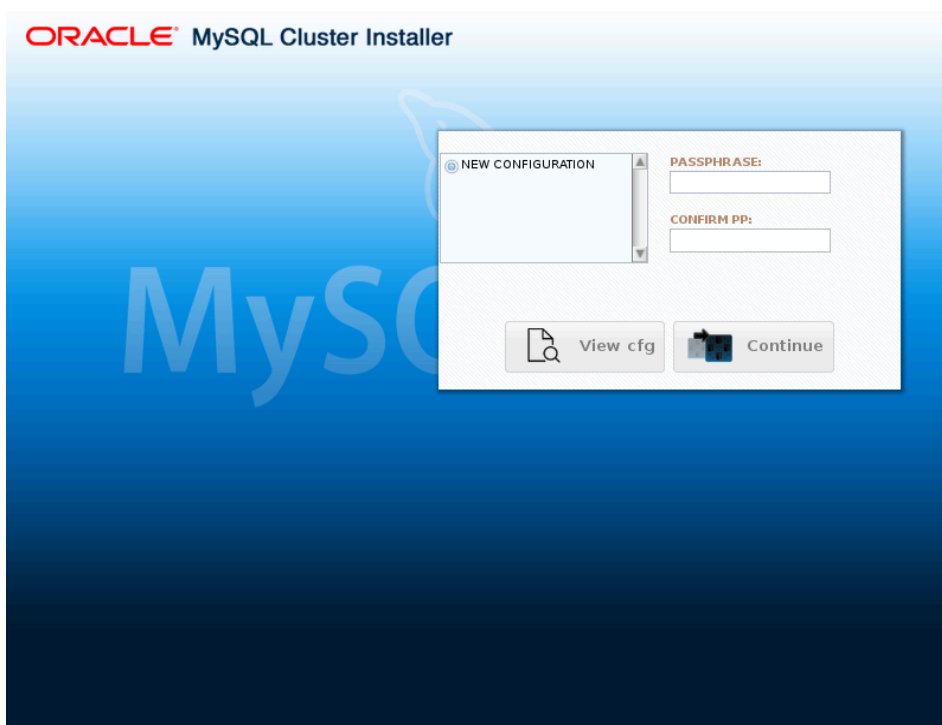 ORACLE® MySQL Cluster Installer
NEW CONFIGURATION
PASSPHRASE:
CONFIRM PP:
MySQ
View cfg
Continue